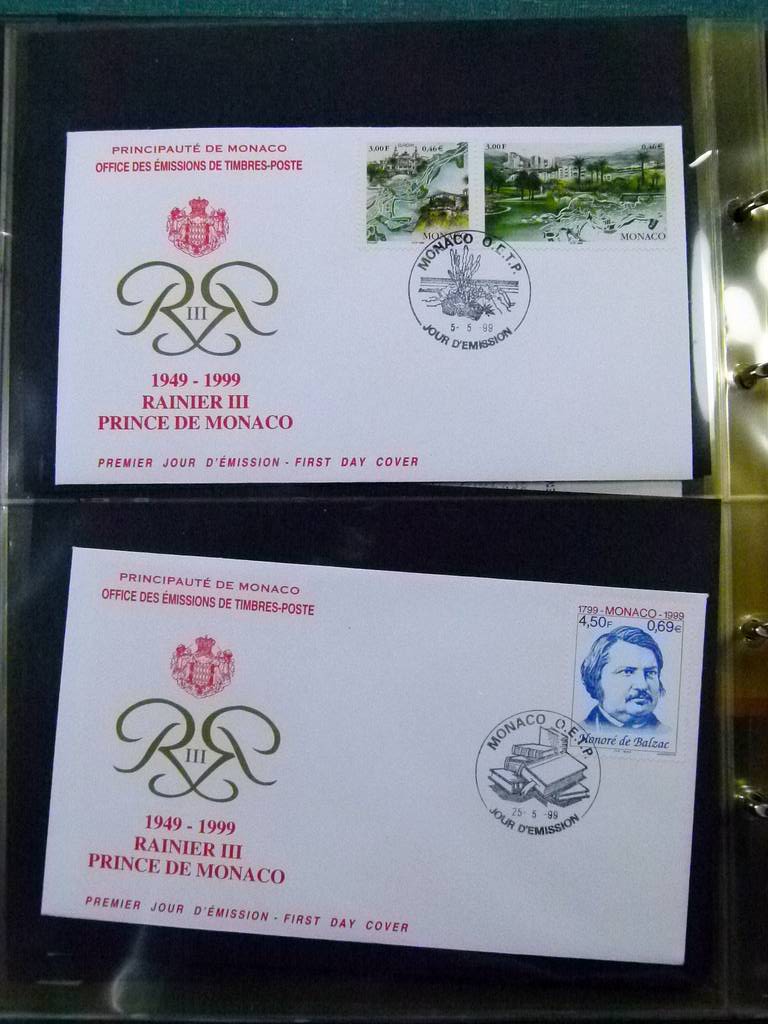 PRINCIPAUTÉ DE MONACO
OFFICE DES ÉMISSIONS DE TIMBRES-POSTE
3,00F 0,46€
EUROPA
MONACO
3,00F 0,46€
MONACO
MONACO O.E.T.P.
5- 5 -99
JOUR D'EMISSION
RR
III
1949 - 1999
RAINIER III
PRINCE DE MONACO
PREMIER JOUR D'ÉMISSION - FIRST DAY COVER
PRINCIPAUTÉ DE MONACO
OFFICE DES ÉMISSIONS DE TIMBRES-POSTE
1799 - MONACO - 1999
4,50F 0,69€
Honoré de Balzac
MONACO O.E.T.P.
25- 5 -99
JOUR D'EMISSION
RR
III
1949 - 1999
RAINIER III
PRINCE DE MONACO
PREMIER JOUR D'ÉMISSION - FIRST DAY COVER